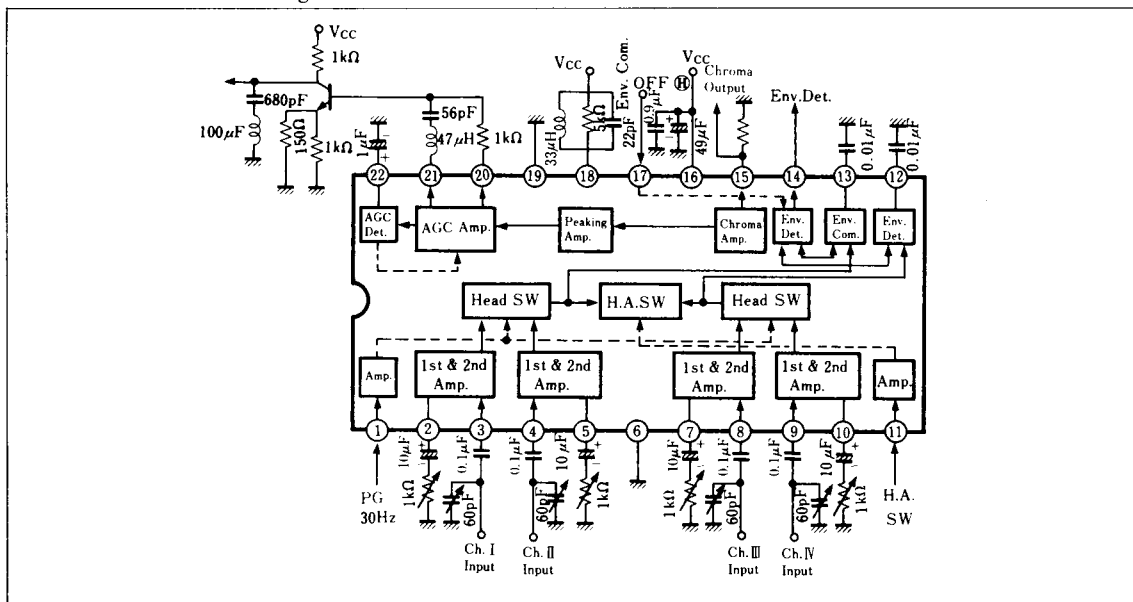 Vcc
1kΩ
680pF
100μF
150Ω
1kΩ
1μF
56pF
47μH
1kΩ
Vcc
33μH
5kΩ
22pF
Env. Com.
OFF Ⓗ
0.9μF
49μF
Vcc
Chroma
Output
Env.Det.
0.01μF
0.01μF
22 21 20 19 18 17 16 15 14 13 12
AGC
Det.
AGC Amp.
Peaking
Amp.
Chroma
Amp.
Env.
Det.
Env.
Com.
Env.
Det.
Head SW
H.A.SW
Head SW
Amp.
1st & 2nd
Amp.
1st & 2nd
Amp.
1st & 2nd
Amp.
1st & 2nd
Amp.
Amp.
1 2 3 4 5 6 7 8 9 10 11
PG
30Hz
10μF
1kΩ
0.1μF
60pF
Ch. Ⅰ
Input
0.1μF
60pF
Ch. Ⅱ
Input
10μF
1kΩ
10μF
1kΩ
0.1μF
60pF
Ch. Ⅲ
Input
0.1μF
60pF
Ch. Ⅳ
Input
10μF
1kΩ
H.A.
SW